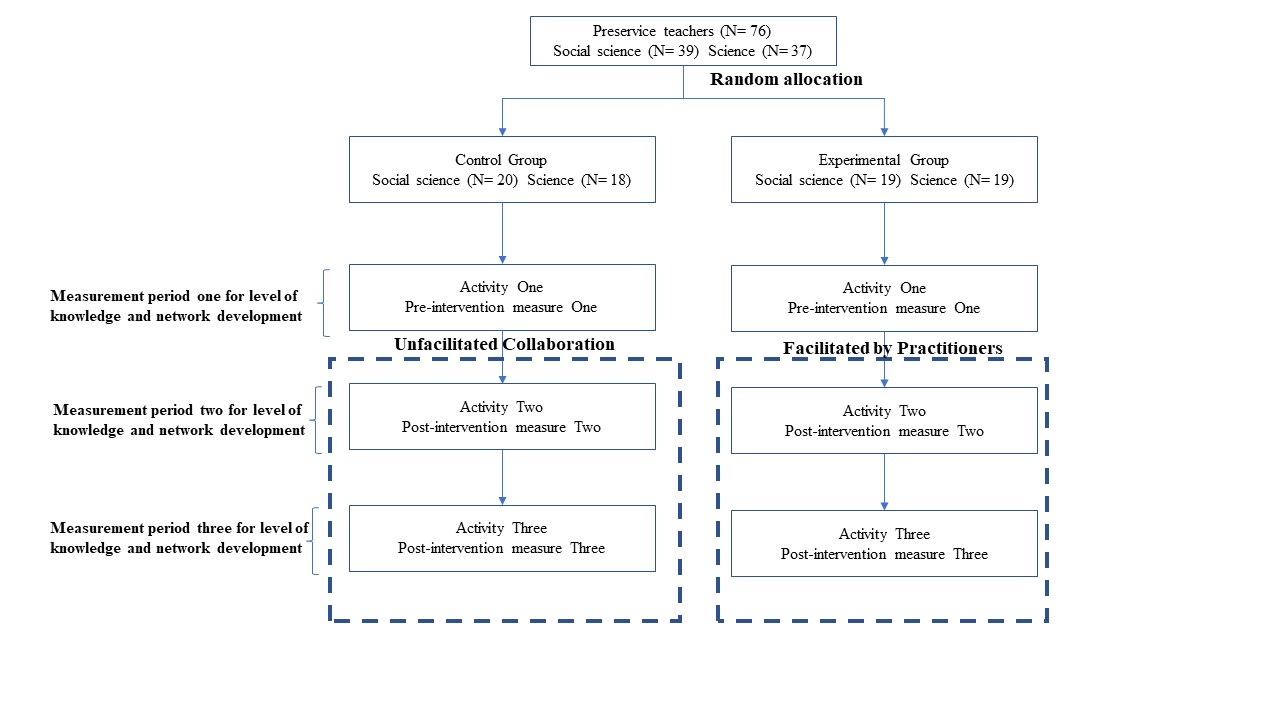 Preservice teachers (N= 76)
Social science (N= 39) Science (N= 37)
Random allocation
Control Group
Social science (N= 20) Science (N= 18)
Experimental Group
Social science (N= 19) Science (N= 19)
Measurement period one for level of
knowledge and network development
Activity One
Pre-intervention measure One
Activity One
Pre-intervention measure One
Unfacilitated Collaboration
Facilitated by Practitioners
Measurement period two for level of
knowledge and network development
Activity Two
Post-intervention measure Two
Activity Two
Post-intervention measure Two
Measurement period three for level of
knowledge and network development
Activity Three
Post-intervention measure Three
Activity Three
Post-intervention measure Three